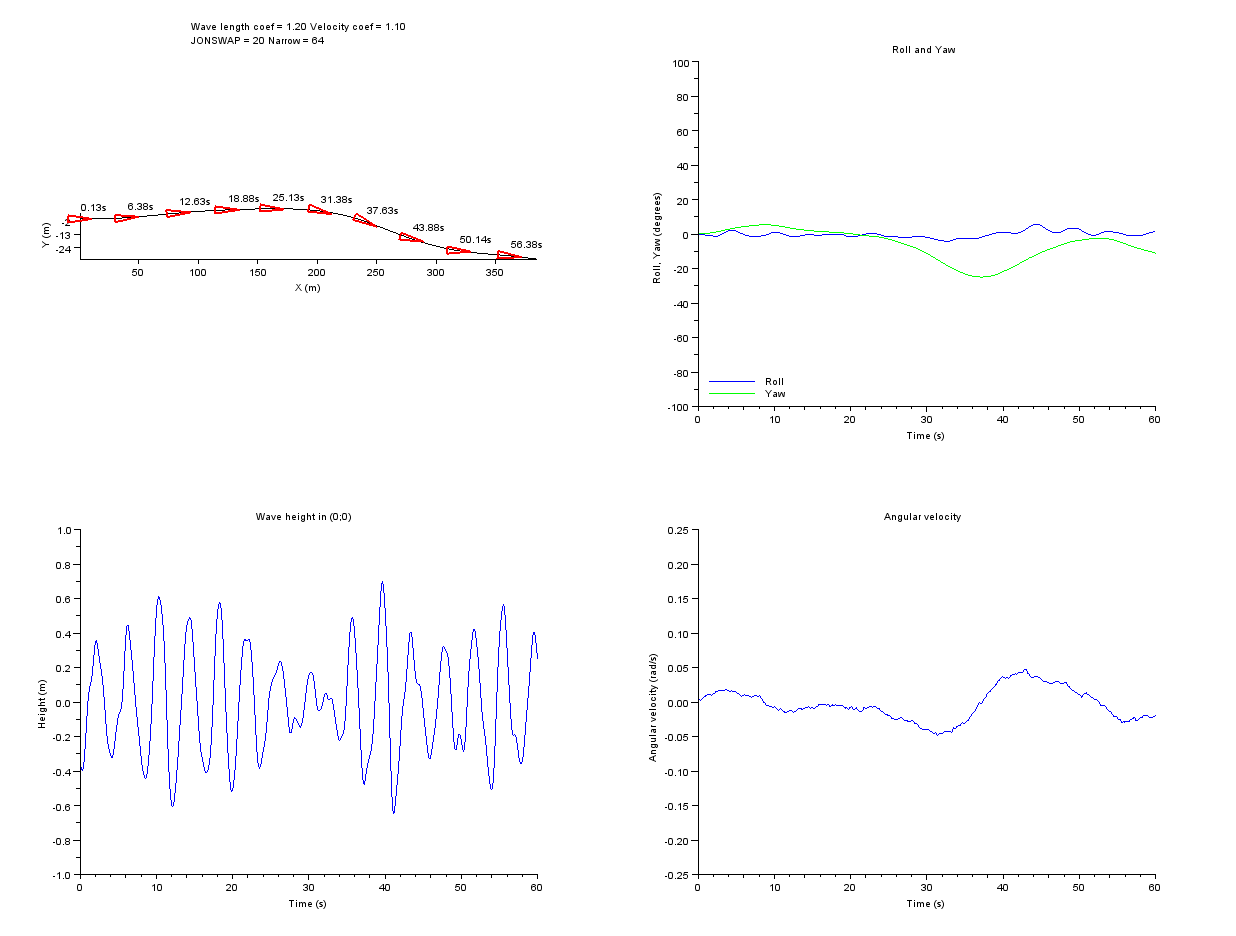 Wave length coef = 1.20 Velocity coef = 1.10
JONSWAP = 20 Narrow = 64
0.13s
6.38s
12.63s
18.88s
25.13s
31.38s
37.63s
43.88s
50.14s
56.38s
Y (m)
-2
-13
-24
50
100
150
200
250
300
350
X (m)
Roll and Yaw
Roll, Yaw (degrees)
100
80
60
40
20
0
-20
-40
-60
-80
-100
Roll
Yaw
0
10
20
30
40
50
60
Time (s)
Wave height in (0;0)
Height (m)
1.0
0.8
0.6
0.4
0.2
0.0
-0.2
-0.4
-0.6
-0.8
-1.0
0
10
20
30
40
50
60
Time (s)
Angular velocity
Angular velocity (rad/s)
0.25
0.20
0.15
0.10
0.05
0.00
-0.05
-0.10
-0.15
-0.20
-0.25
0
10
20
30
40
50
60
Time (s)